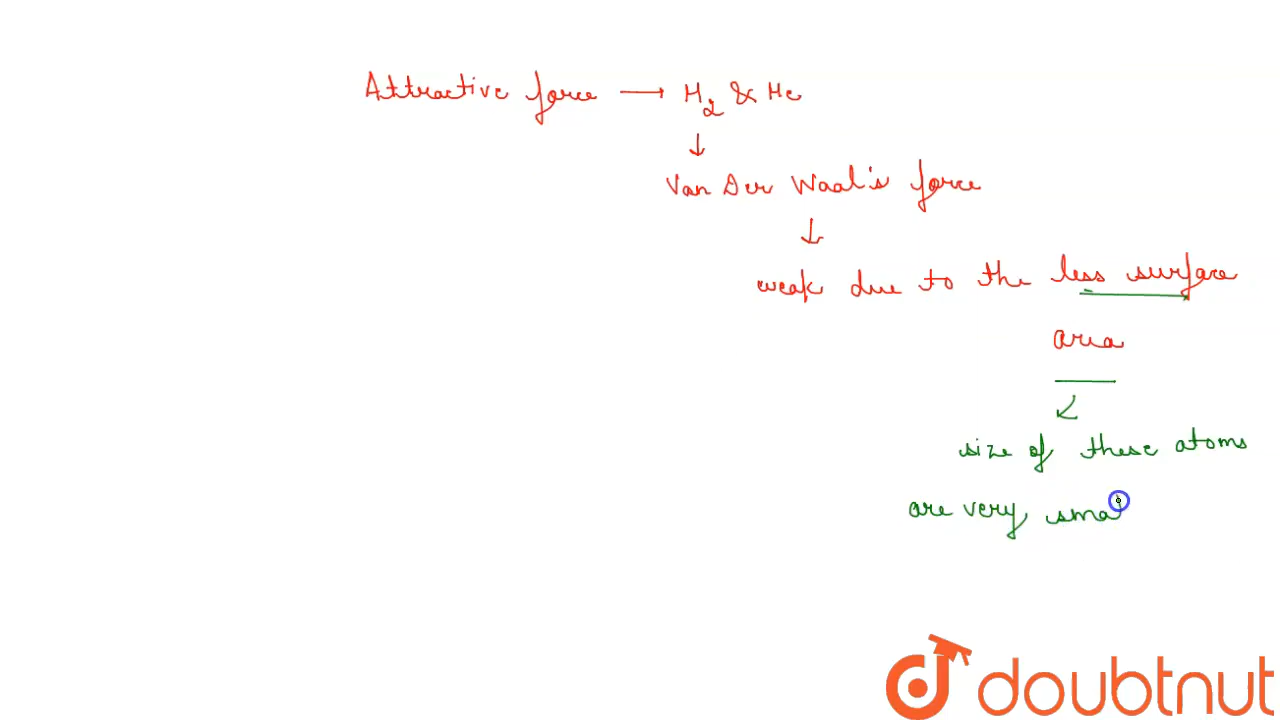 Attractive force → H2 & He
↓
Van Der Waal's force
↓
weak due to the less surface
area
↙
size of these atoms
are very smal
doubtnut